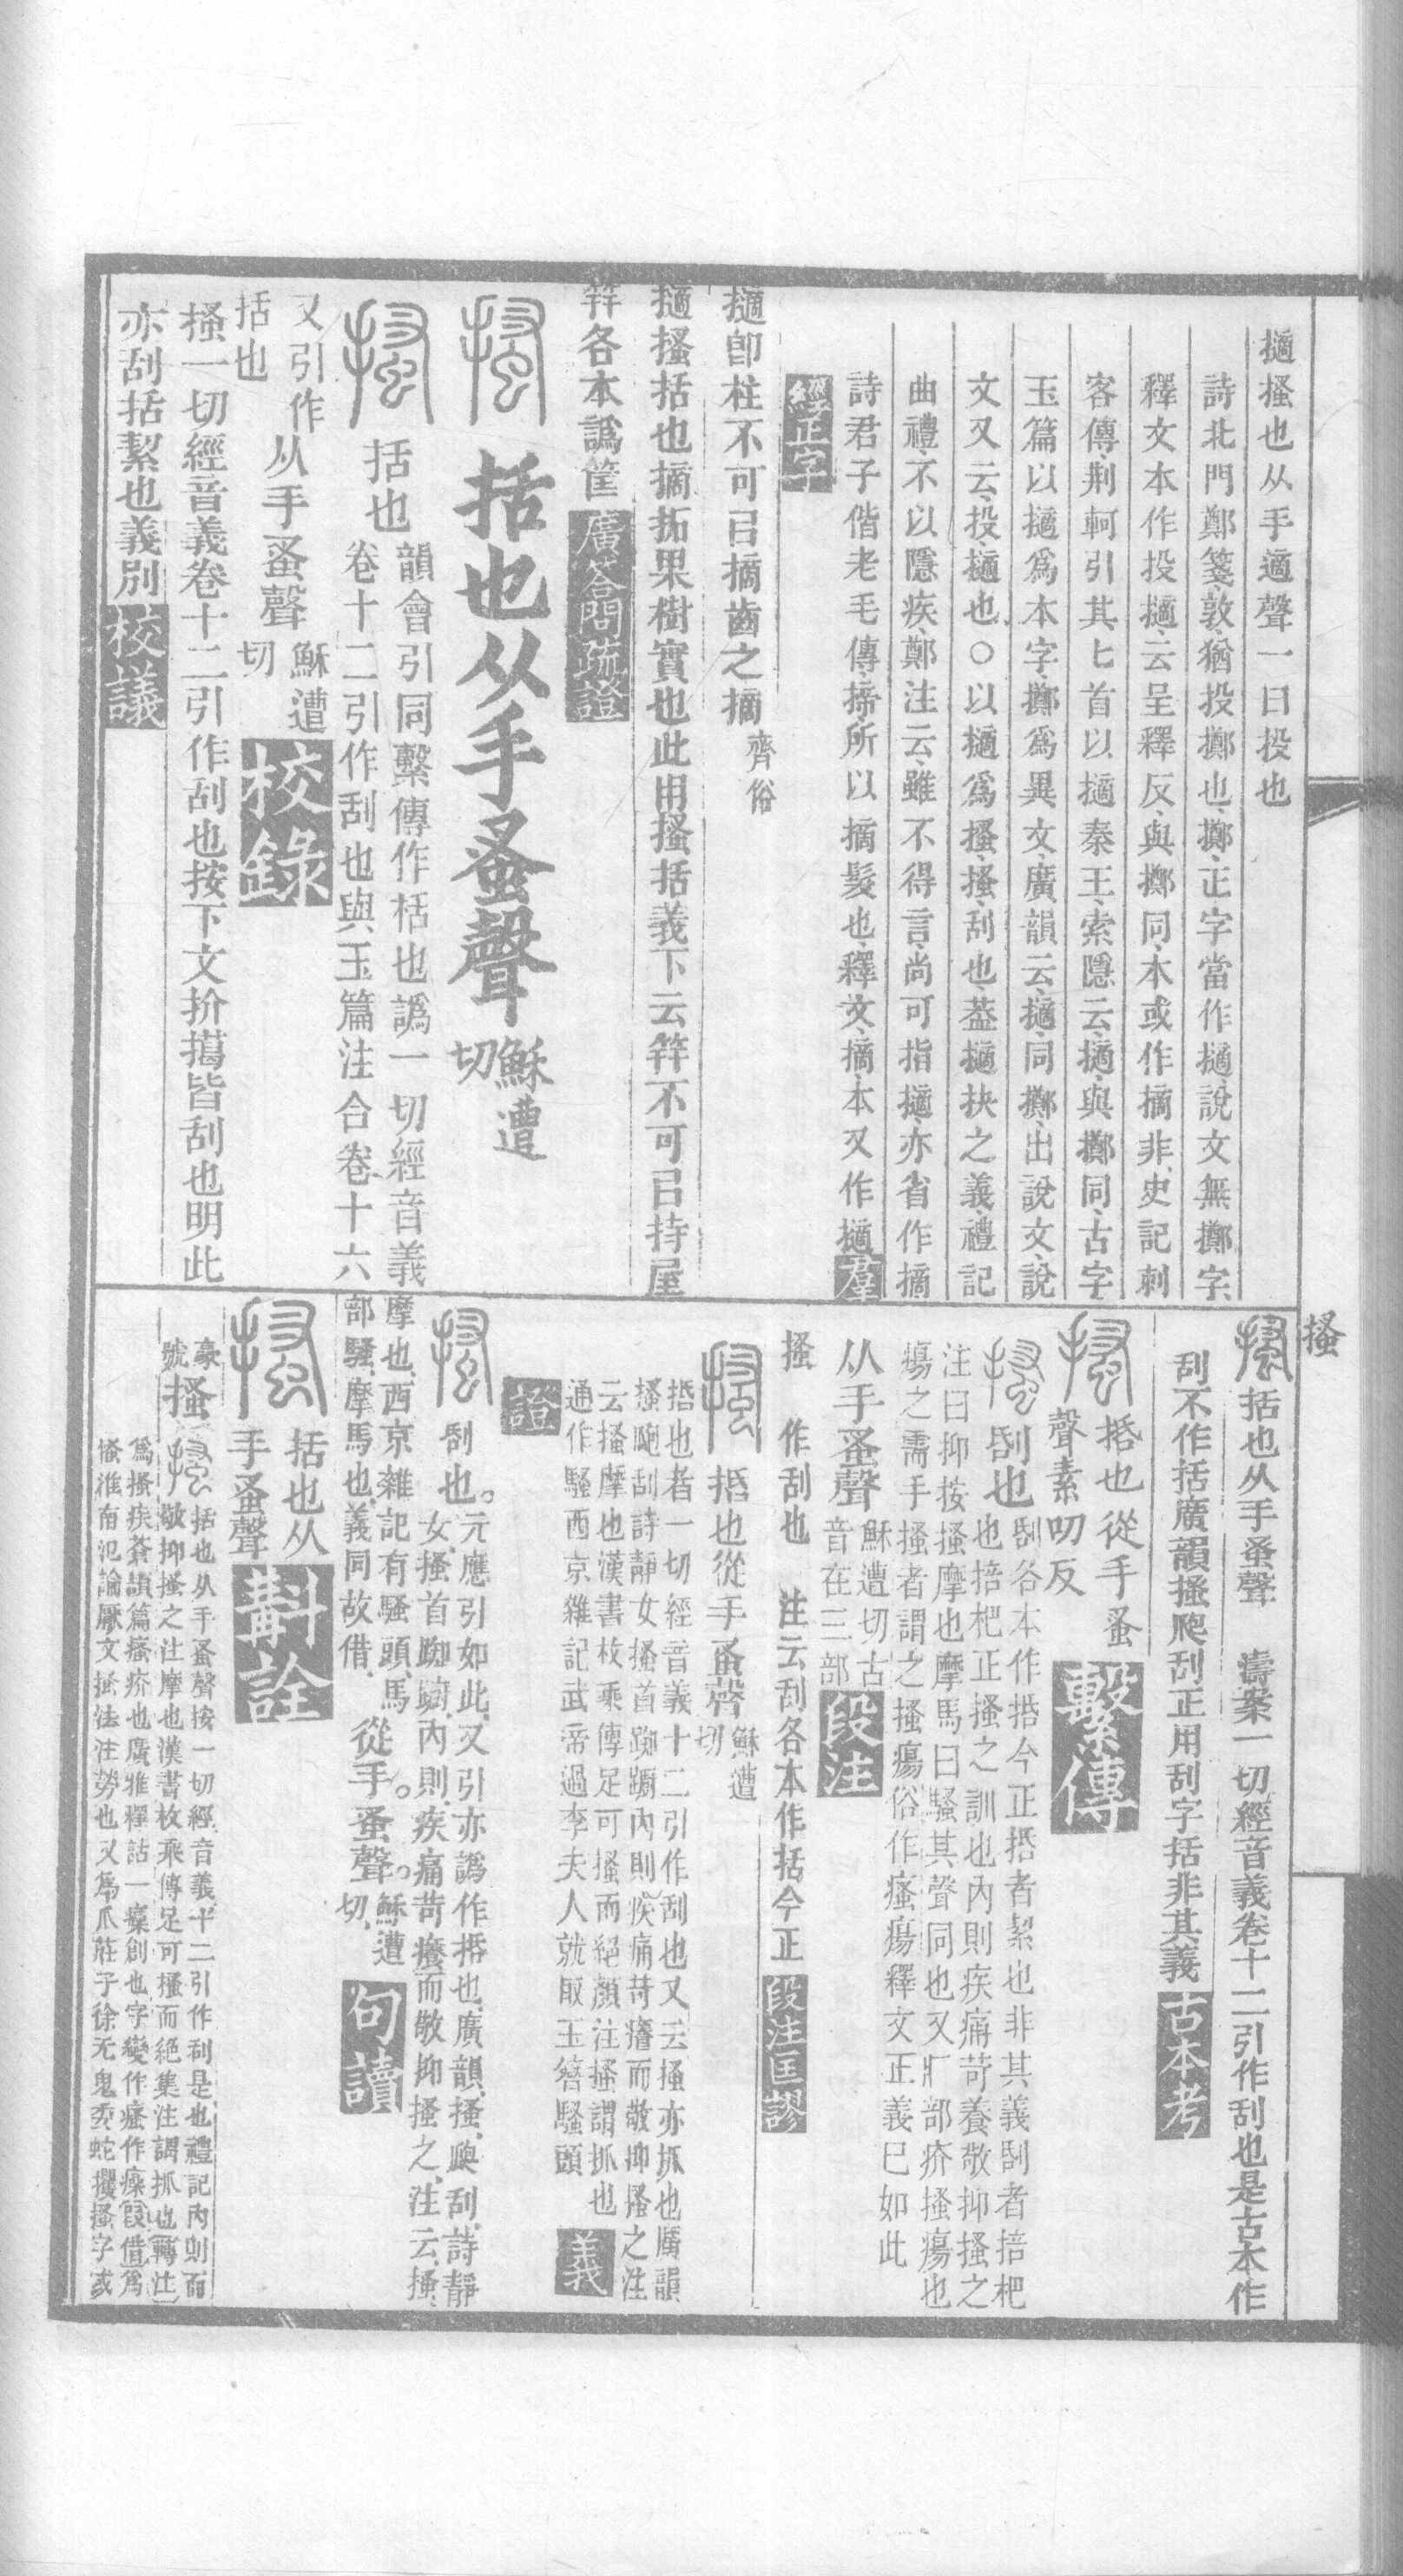 擿搔也从手適聲一曰投也
詩北門鄭箋敦猶投擲也擲正字當作擿說文無擲字
釋文本作投擿云呈釋反與擲同本或作摘非史記刺
客傳荆軻引其匕首以擿秦王索隱云擿與擲同古字
玉篇以擿爲本字擲爲異文廣韻云擿同擲出說文說
文又云投擿也〇以擿爲搔搔刮也葢擿抉之義禮記
曲禮不以隱疾鄭注云雖不得言尚可指擿亦省作摘
詩君子偕老毛傳揥所以摘髮也釋文摘本又作擿羣
經正字
擿卽柱不可㠯摘齒之摘齊俗
擿搔括也摘拓果樹實也此用搔括義下云筓不可㠯持屋
筓各本譌筐廣答問疏證
括也从手蚤聲穌遭切
括也韻會引同繫傳作栝也譌一切經音義
卷十二引作刮也與玉篇注合卷十六
又引作括也从手蚤聲穌遭切校錄
搔一切經音義卷十二引作刮也按下文扴擖皆刮也明此
亦刮括絜也義別校議
搔
括也从手蚤聲 濤案一切經音義卷十二引作刮也是古本作
刮不作括廣韻搔爬刮正用刮字括非其義古本考
捪也從手蚤
聲素叨反繫傳
刮也刮各本作捪今正捪者絜也非其義刮者掊杷
也掊杷正搔之訓也內則疾痛苛養敬抑搔之
注曰抑按搔摩也摩馬曰騷其聲同也又疒部疥搔瘍也
瘍之需手搔者謂之搔瘍俗作瘙瘍釋文正義已如此
从手蚤聲穌遭切古音在三部段注
搔 作刮也 注云刮各本作括今正段注匡謬
捪也從手蚤聲穌遭切
捪也者一切經音義十二引作刮也又云搔亦抓也廣韻
搔爬刮詩靜女搔首踟躕內則疾痛苛癢而敬抑搔之注
云搔摩也漢書枚乘傳足可搔而絕顏注搔謂抓也
通作騷西京雜記武帝過李夫人就取玉簪騷頭 義
證
刮也。元應引如此又引亦譌作捪也廣韻搔爬刮詩靜
女搔首踟躕內則疾痛苛癢而敬抑搔之注云搔
摩也西京雜記有騷頭馬從手。蚤聲。穌遭切
部騷摩馬也義同故借句讀
括也从
手蚤聲斠詮
豪
號搔括也从手蚤聲按一切經音義十二引作刮是也禮記內則而
敬抑搔之注摩也漢書枚乘傳足可搔而絕集注謂抓也轉注
爲搔疾蒼頡篇瘙疥也廣雅釋詁一瘙創也字變作瘙作㿋叚借爲
慅淮南氾論厭文搔法注勞也又爲爪莊子徐无鬼委蛇攫搔字或